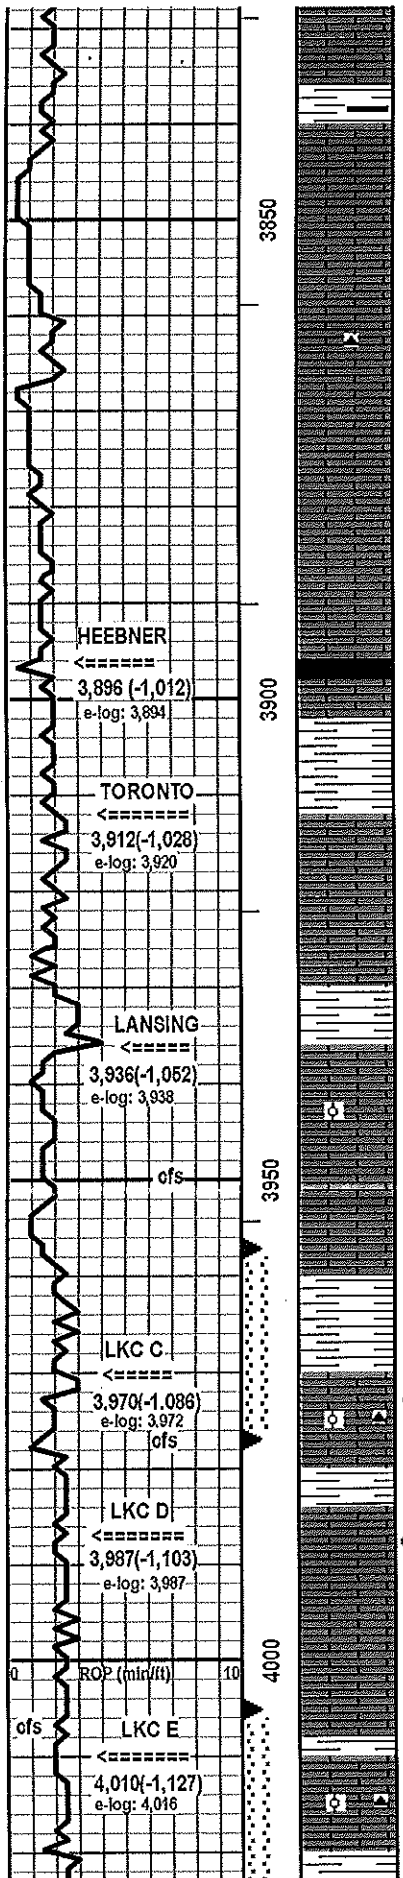 3850
HEEBNER
<======
3,896 (-1,012)
e-log: 3,894
3900
TORONTO
<=======
3,912(-1,028)
e-log: 3,920
LANSING
<=====
3,936(-1,052)
e-log: 3,938
cfs
3950
LKC C
<=====
3.970(-1.086)
e-log: 3,972
cfs
LKC D
<=======
3,987(-1,103)
e-log: 3,987
4000
0 ROP (min/ft) 10
cfs LKC E
<=======
4,010(-1,127)
e-log: 4,016